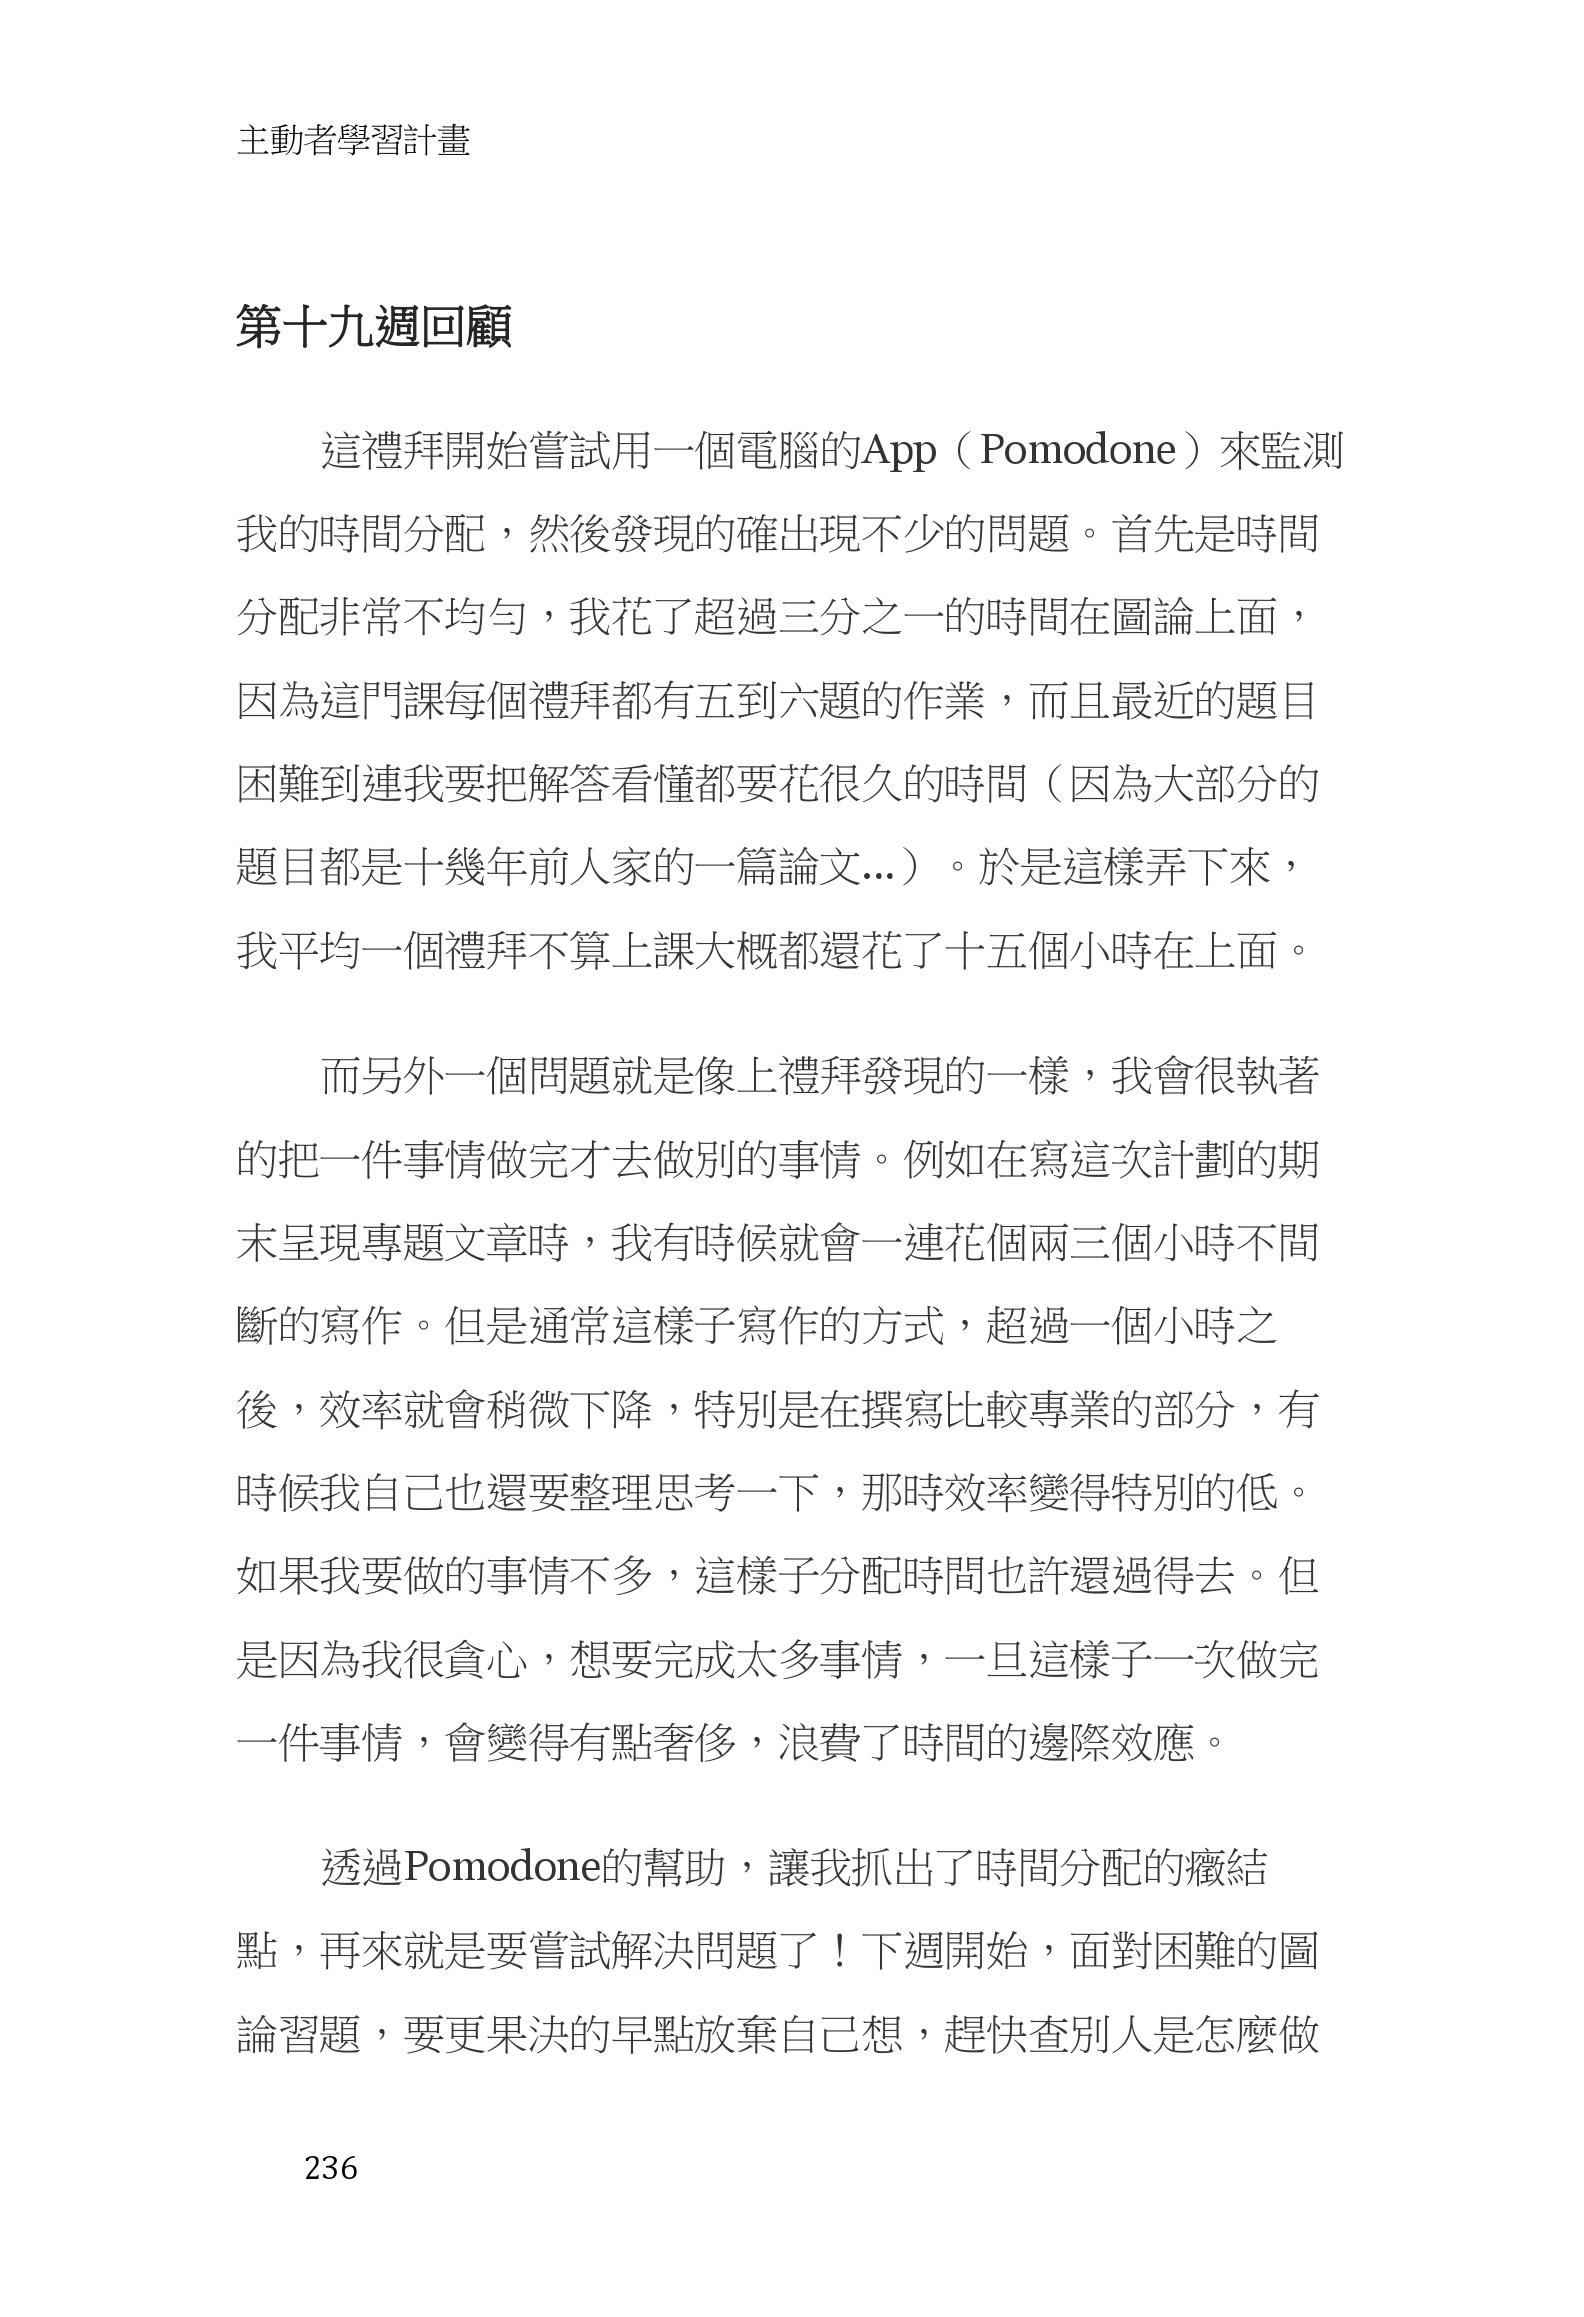 主動者學習計畫
第十九週回顧
這禮拜開始嘗試用一個電腦的App（Pomodone）來監測
我的時間分配，然後發現的確出現不少的問題。首先是時間
分配非常不均勻，我花了超過三分之一的時間在圖論上面，
因為這門課每個禮拜都有五到六題的作業，而且最近的題目
困難到連我要把解答看懂都要花很久的時間（因為大部分的
題目都是十幾年前人家的一篇論文...）。於是這樣弄下來，
我平均一個禮拜不算上課大概都還花了十五個小時在上面。
而另外一個問題就是像上禮拜發現的一樣，我會很執著
的把一件事情做完才去做別的事情。例如在寫這次計劃的期
末呈現專題文章時，我有時候就會一連花個兩三個小時不間
斷的寫作。但是通常這樣子寫作的方式，超過一個小時之
後，效率就會稍微下降，特別是在撰寫比較專業的部分，有
時候我自己也還要整理思考一下，那時效率變得特別的低。
如果我要做的事情不多，這樣子分配時間也許還過得去。但
是因為我很貪心，想要完成太多事情，一旦這樣子一次做完
一件事情，會變得有點奢侈，浪費了時間的邊際效應。
透過Pomodone的幫助，讓我抓出了時間分配的癥結
點，再來就是要嘗試解決問題了！下週開始，面對困難的圖
論習題，要更果決的早點放棄自己想，趕快查別人是怎麼做
236